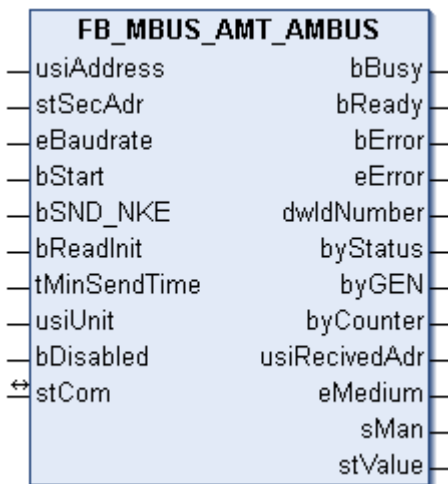 FB_MBUS_AMT_AMBUS
usiAddress bBusy
stSecAdr bReady
eBaudrate bError
bStart eError
bSND_NKE dwIdNumber
bReadInit byStatus
tMinSendTime byGEN
usiUnit byCounter
bDisabled usiRecivedAdr
stCom eMedium
sMan
stValue